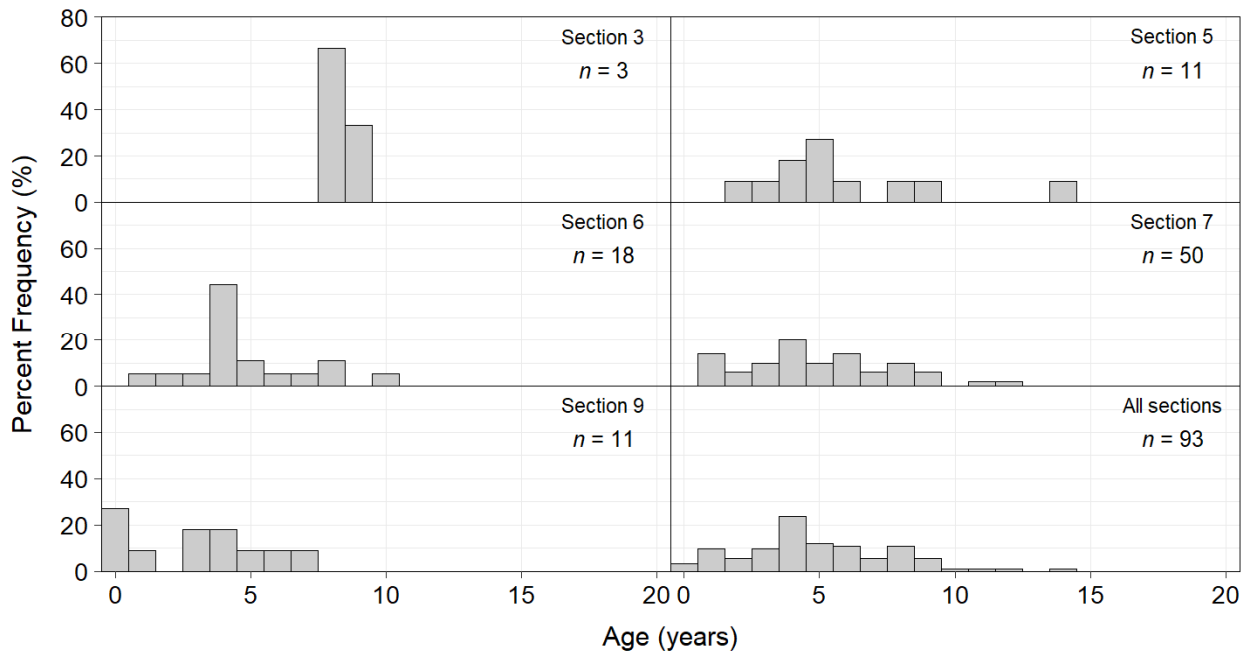 Percent Frequency (%)
80
60
40
20
0
Section 3
n = 3
Section 5
n = 11
60
40
20
0
Section 6
n = 18
Section 7
n = 50
60
40
20
0
Section 9
n = 11
All sections
n = 93
0 5 10 15 20 0 5 10 15 20
Age (years)